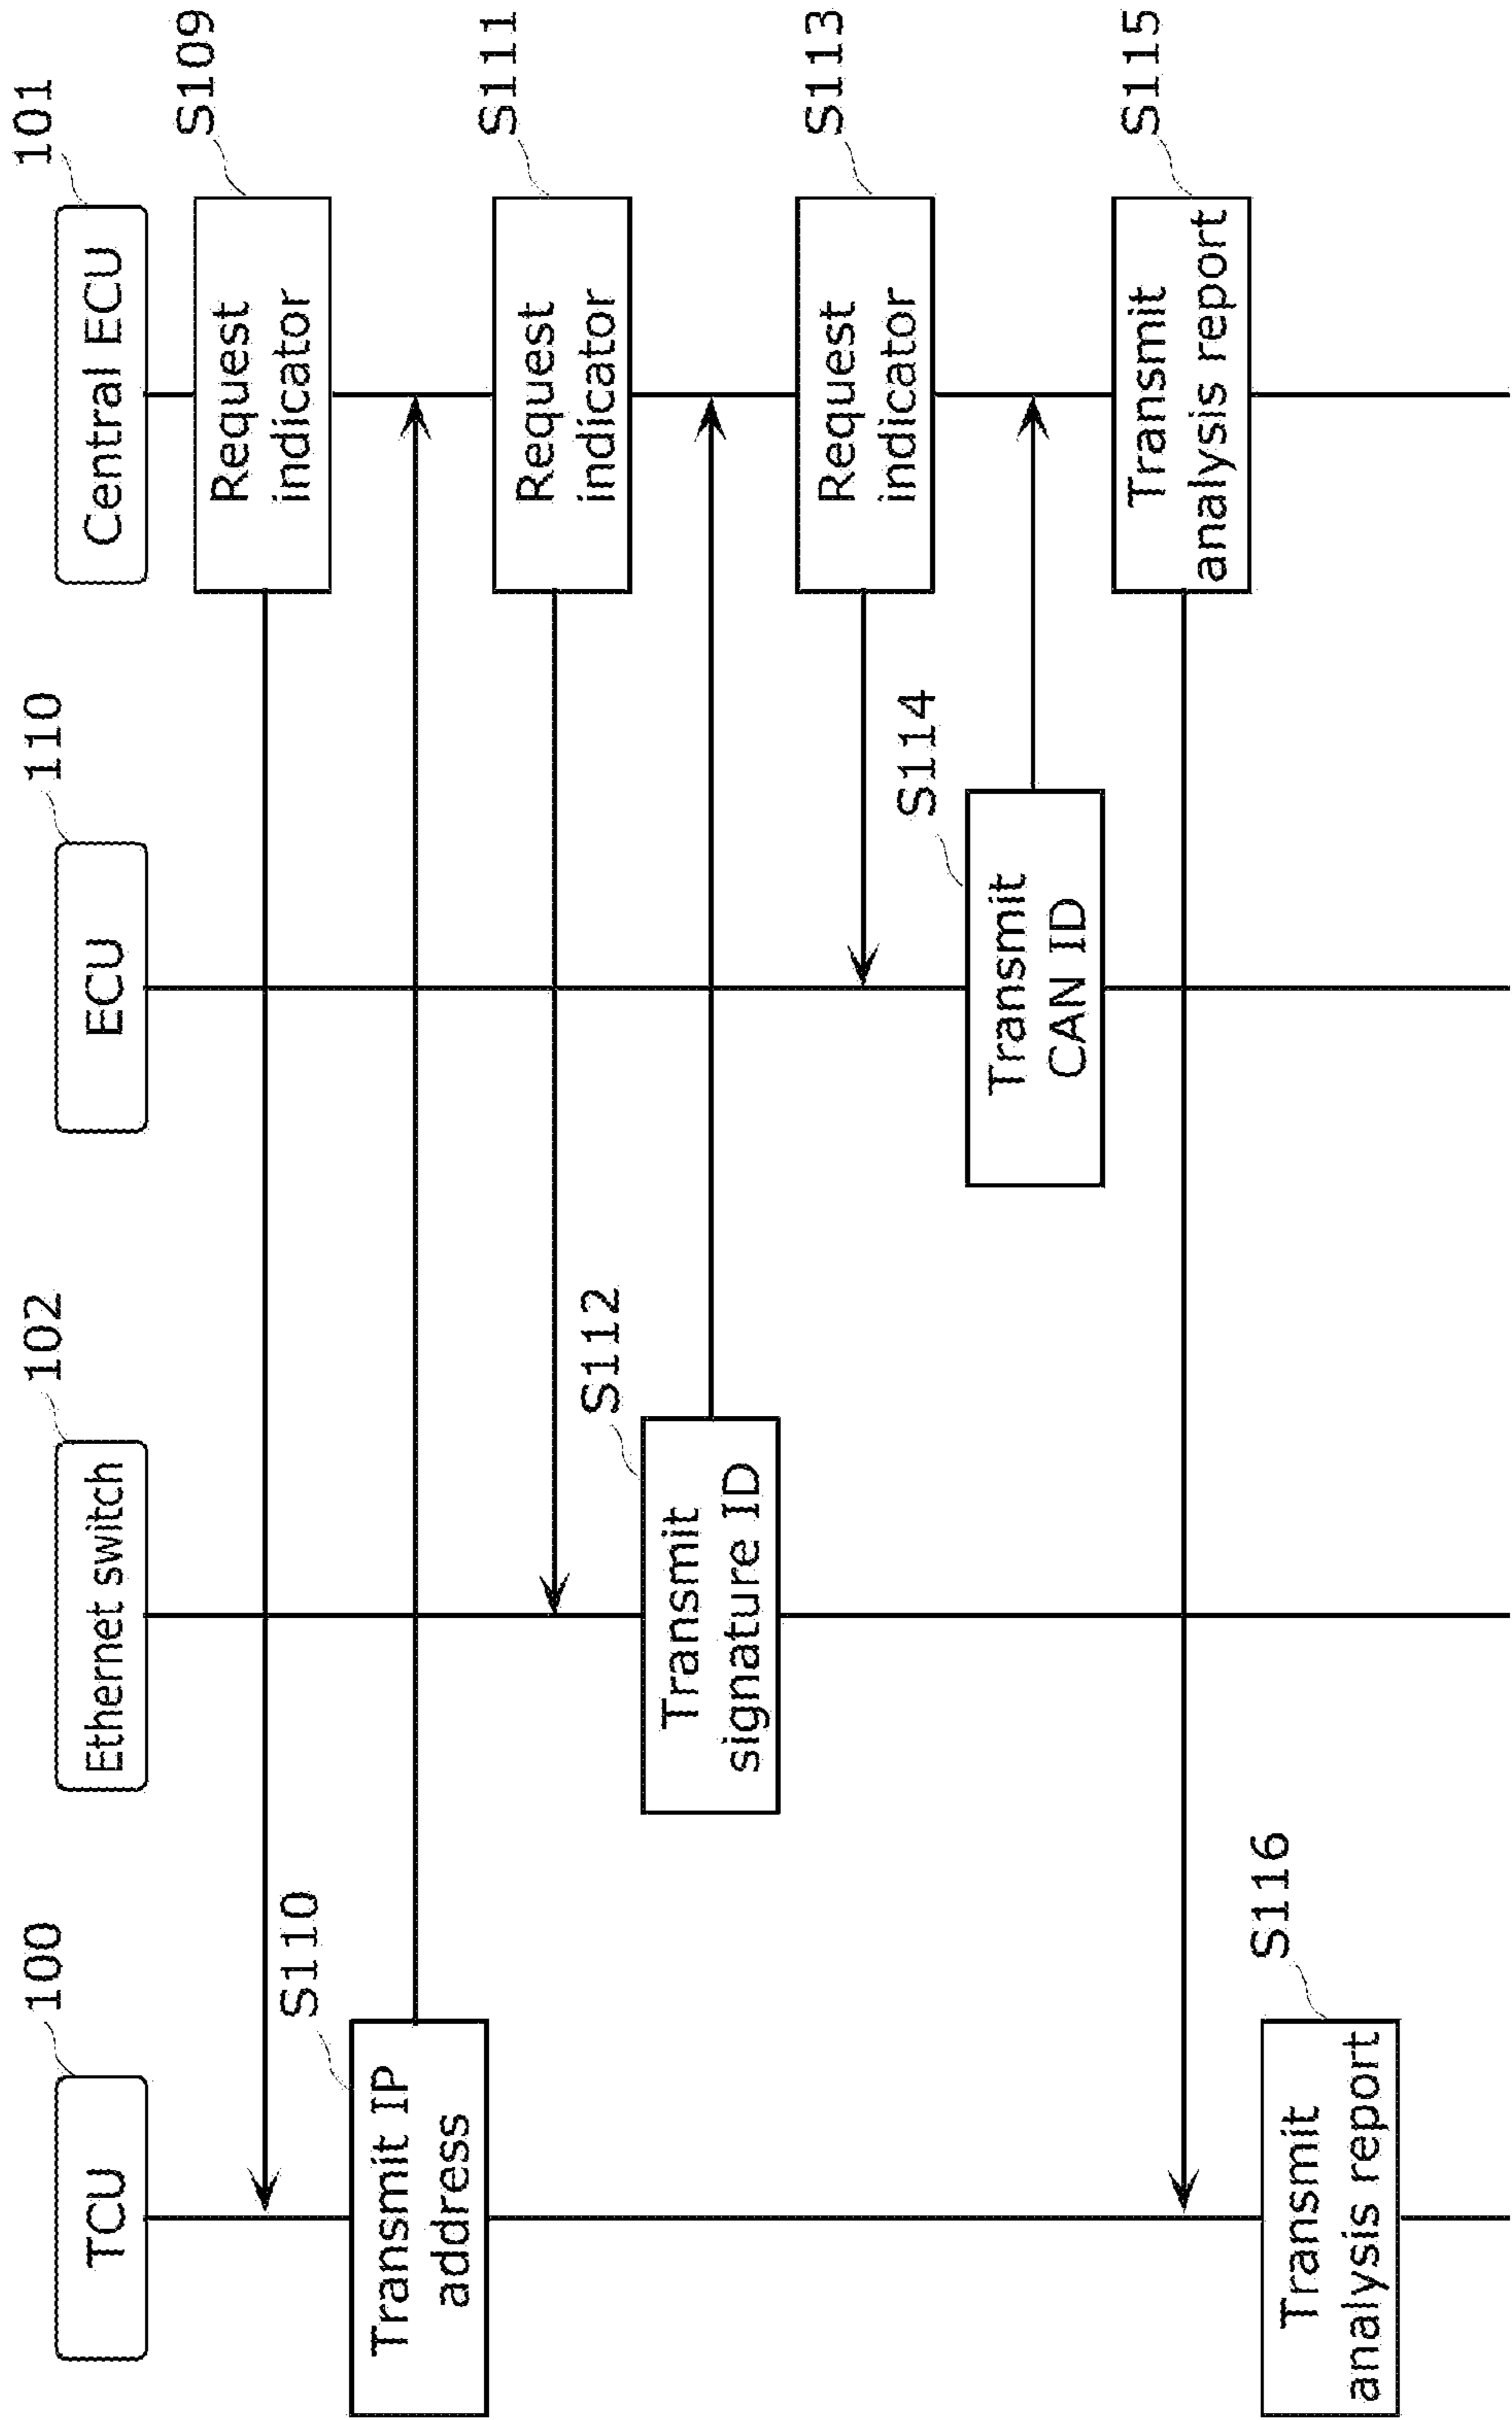 100
102
110
101
TCU
Ethernet switch
ECU
Central ECU
S109
Request
indicator
S110
Transmit IP
address
S111
Request
indicator
S112
Transmit
signature ID
S113
Request
indicator
S114
Transmit
CAN ID
S115
Transmit
analysis report
S116
Transmit
analysis report